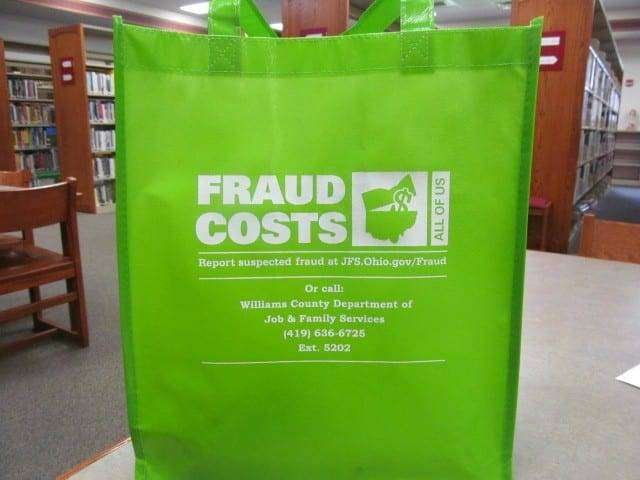 FRAUD
COSTS
ALL OF US
Report suspected fraud at JFS.Ohio.gov/Fraud
Or call:
Williams County Department of
Job & Family Services
(419) 636-6725
Ext. 5202